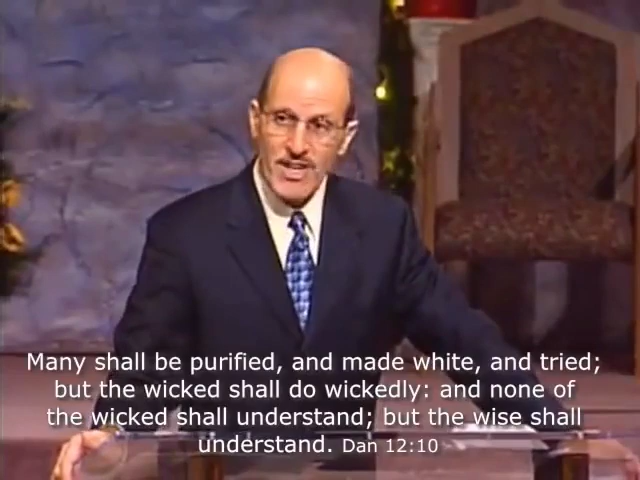 Many shall be purified, and made white, and tried;
but the wicked shall do wickedly: and none of
the wicked shall understand; but the wise shall
understand. Dan 12:10